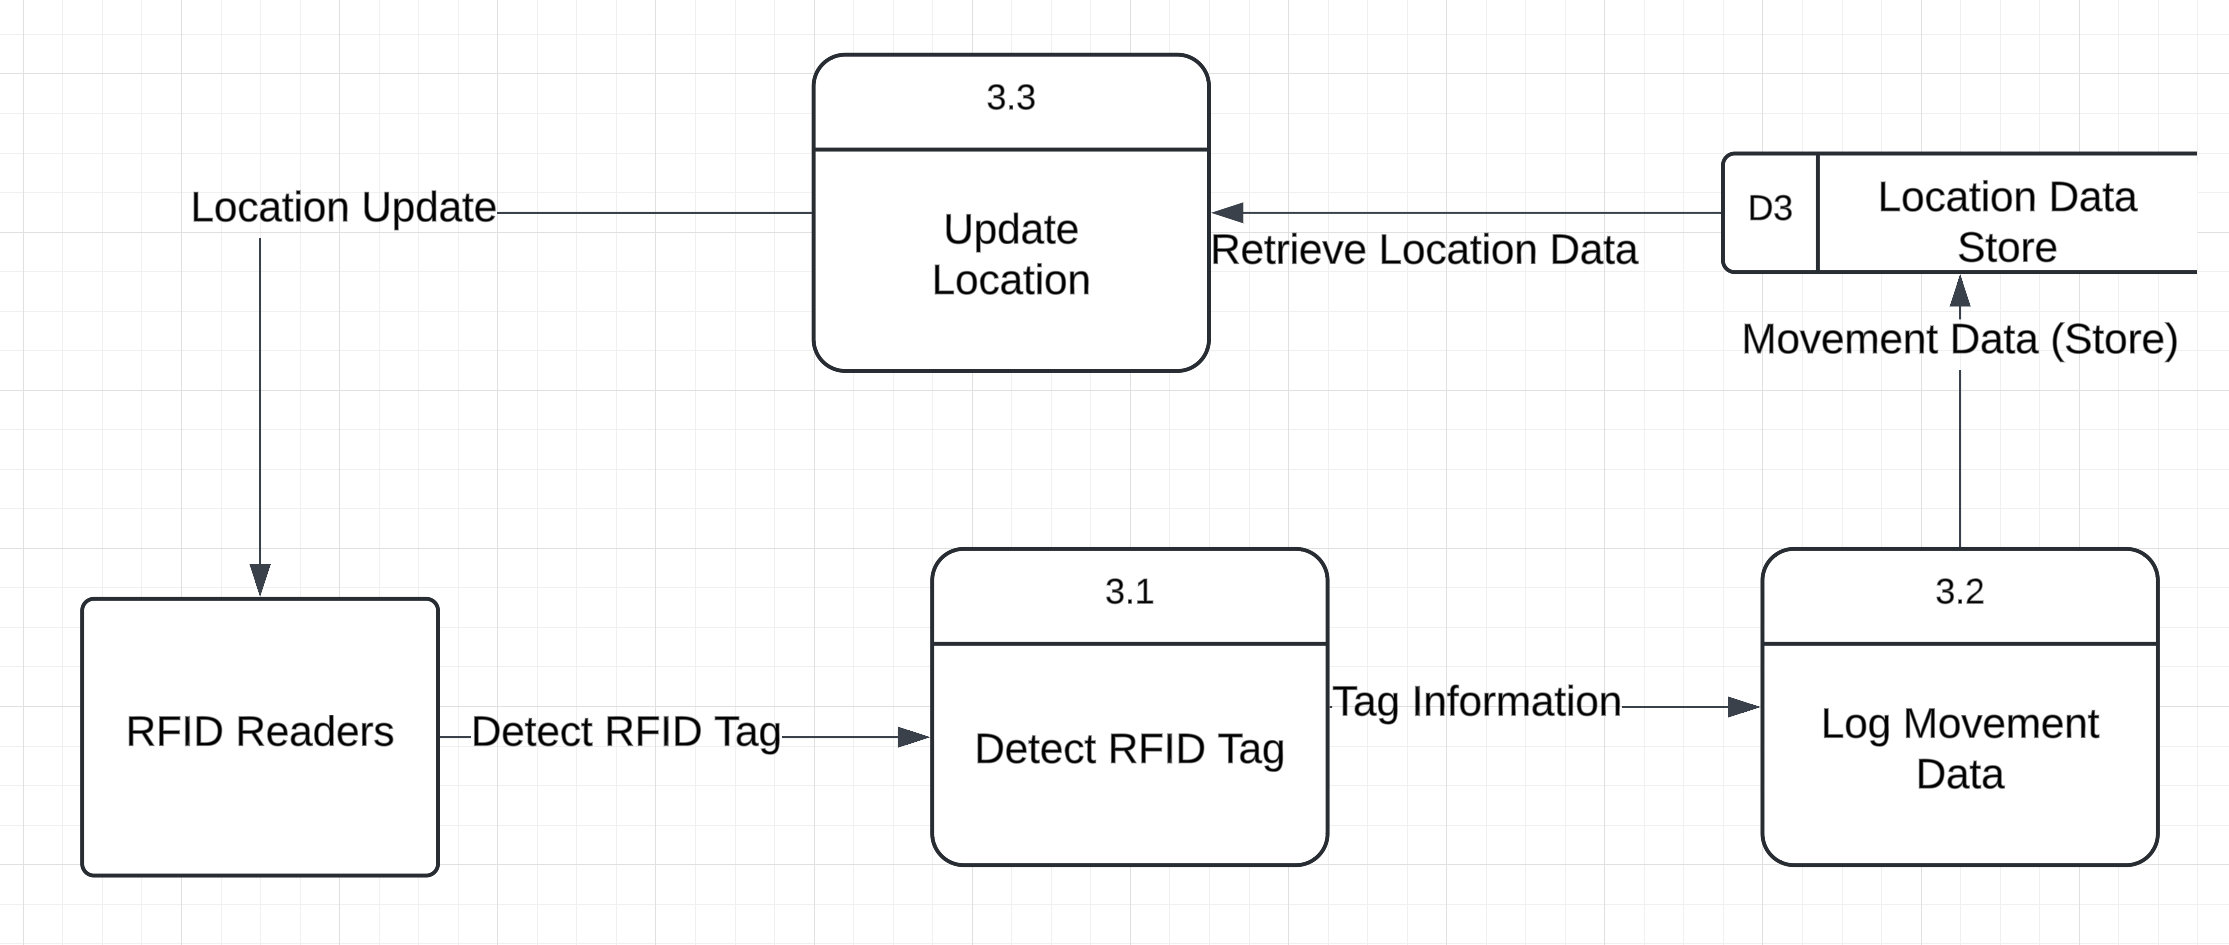 3.3
Update
Location
Location Update
Retrieve Location Data
D3
Location Data
Store
Movement Data (Store)
RFID Readers
Detect RFID Tag
3.1
Detect RFID Tag
Tag Information
3.2
Log Movement
Data